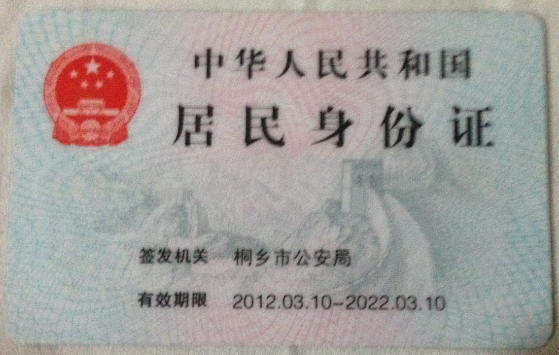 中华人民共和国
居民身份证
签发机关 桐乡市公安局
有效期限 2012.03.10-2022.03.10